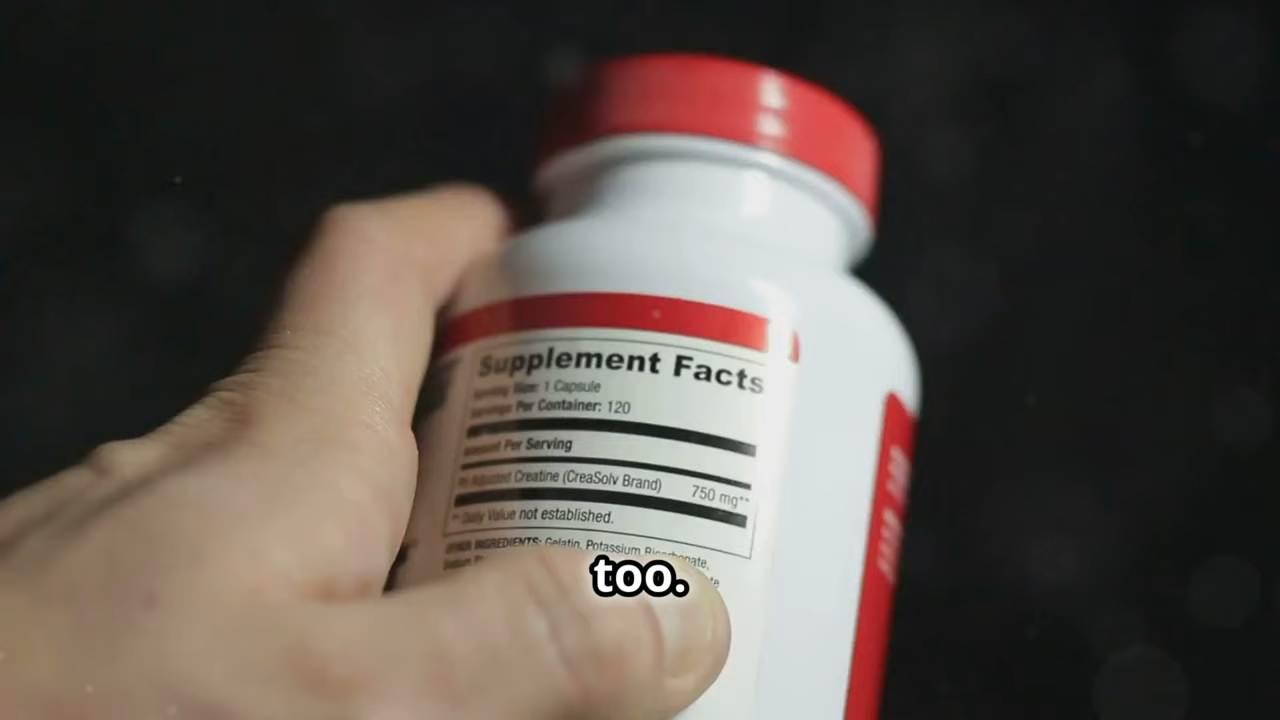 Supplement Facts
Serving Size: 1 Capsule
Servings Per Container: 120
Amount Per Serving
Ph Adjusted Creatine (CreaSolv Brand) 750 mg**
** Daily Value not established.
OTHER INGREDIENTS: Gelatin, Potassium Bicarbonate,
too.